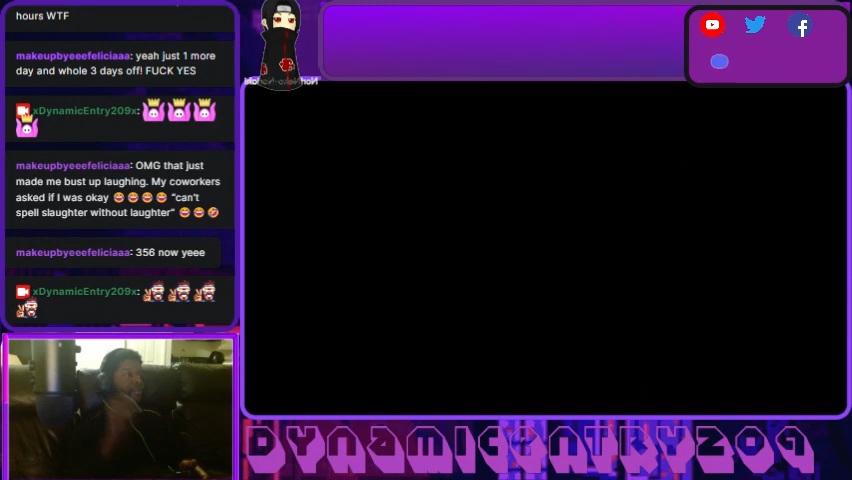 hours WTF
makeupbyeeefeliciaaa: yeah just 1 more
day and whole 3 days off! FUCK YES
xDynamicEntry209x:
makeupbyeeefeliciaaa: OMG that just
made me bust up laughing. My coworkers
asked if I was okay 😂😂😂😂 "can't
spell slaughter without laughter" 😂😂🤣
makeupbyeeefeliciaaa: 356 now yeee
xDynamicEntry209x:
DYNAMICENTRY209